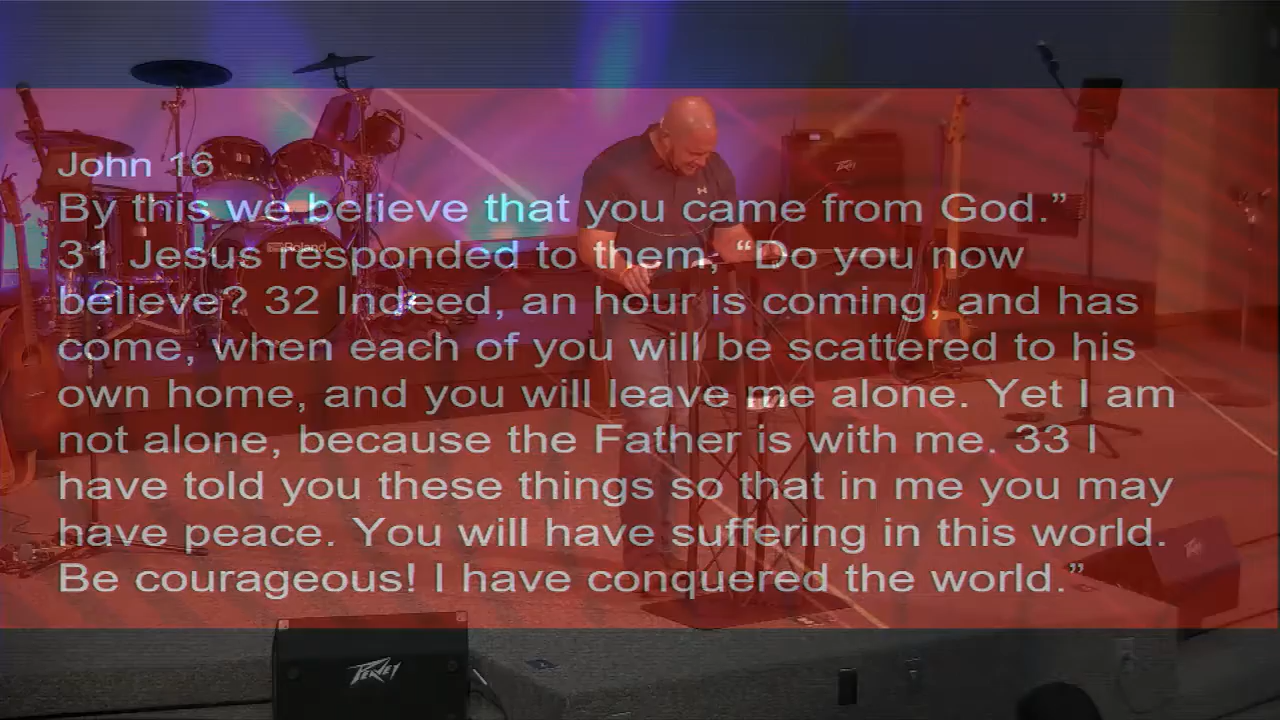 John 16
By this we believe that you came from God.”
31 Jesus responded to them, “Do you now
believe? 32 Indeed, an hour is coming, and has
come, when each of you will be scattered to his
own home, and you will leave me alone. Yet I am
not alone, because the Father is with me. 33 I
have told you these things so that in me you may
have peace. You will have suffering in this world.
Be courageous! I have conquered the world.”
Roland
PEAVEY
PEAVEY
PEAVEY